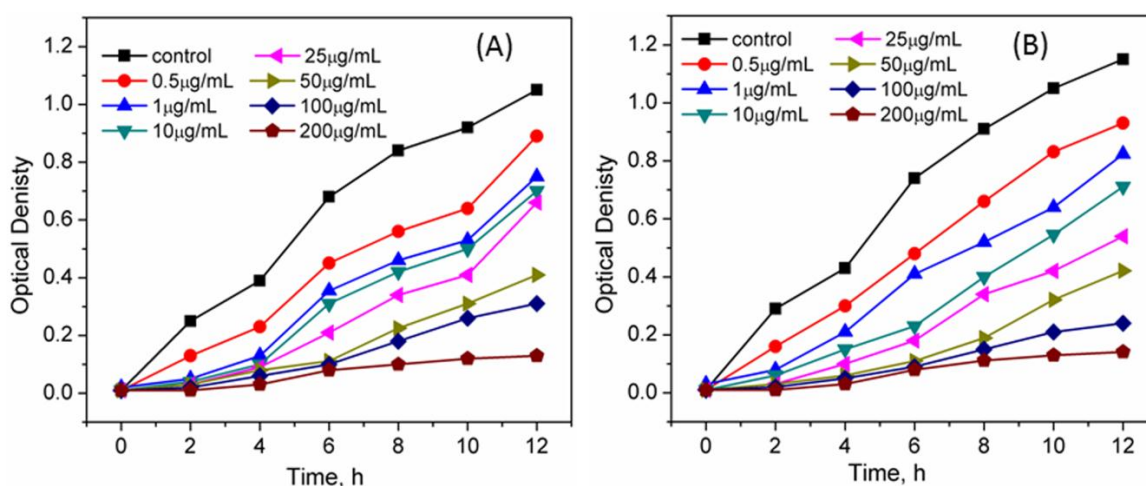 (A)
control
0.5μg/mL
1μg/mL
10μg/mL
25μg/mL
50μg/mL
100μg/mL
200μg/mL
Optical Denisty
1.2
1.0
0.8
0.6
0.4
0.2
0.0
0 2 4 6 8 10 12
Time, h
(B)
control
0.5μg/mL
1μg/mL
10μg/mL
25μg/mL
50μg/mL
100μg/mL
200μg/mL
Optical Denisty
1.2
1.0
0.8
0.6
0.4
0.2
0.0
0 2 4 6 8 10 12
Time, h